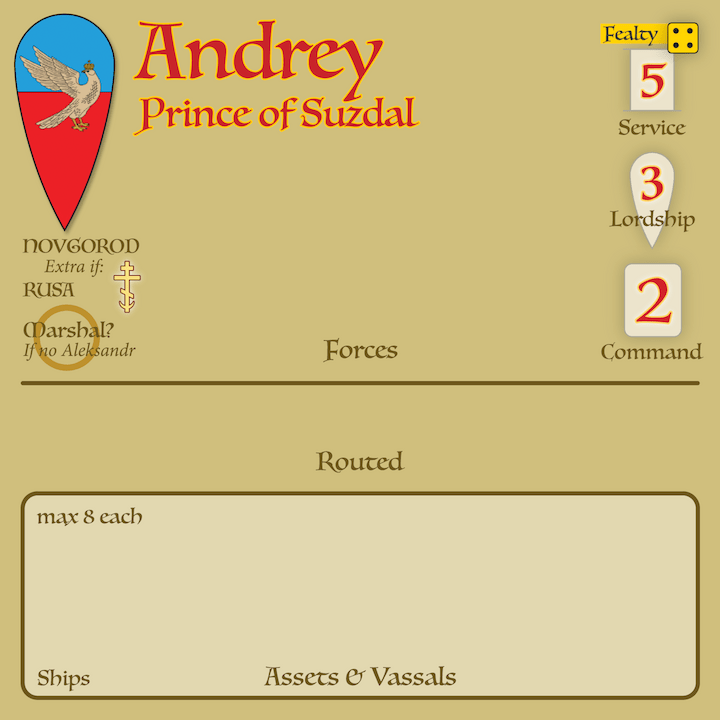 Andrey
Prince of Suzdal
Fealty
5
Service
3
Lordship
2
Command
NOVGOROD
Extra if:
RUSA
Marshal?
If no Aleksandr
Forces
Routed
max 8 each
Ships
Assets & Vassals